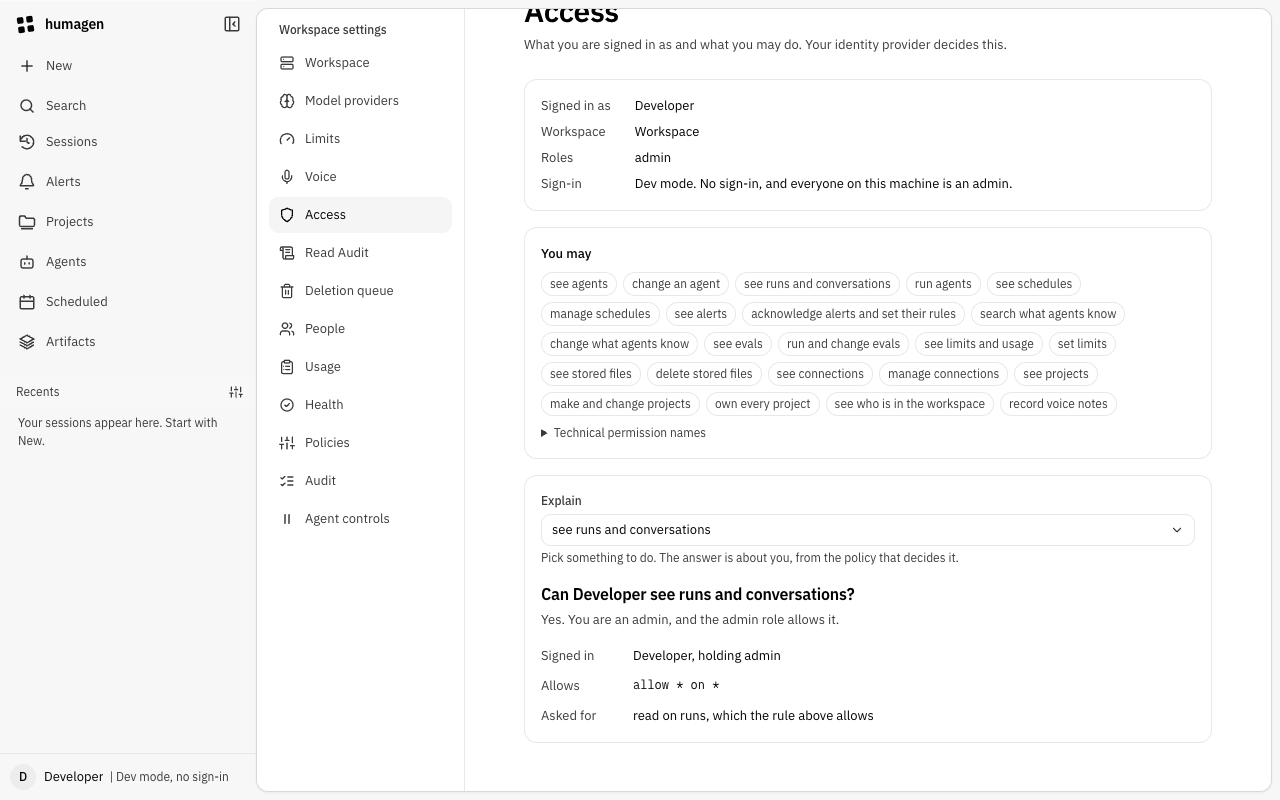 humagen
New
Search
Sessions
Alerts
Projects
Agents
Scheduled
Artifacts
Recents
Your sessions appear here. Start with
New.
D Developer | Dev mode, no sign-in
Workspace settings
Workspace
Model providers
Limits
Voice
Access
Read Audit
Deletion queue
People
Usage
Health
Policies
Audit
Agent controls
Access
What you are signed in as and what you may do. Your identity provider decides this.
Signed in as Developer
Workspace Workspace
Roles admin
Sign-in Dev mode. No sign-in, and everyone on this machine is an admin.
You may
see agents change an agent see runs and conversations run agents see schedules
manage schedules see alerts acknowledge alerts and set their rules search what agents know
change what agents know see evals run and change evals see limits and usage set limits
see stored files delete stored files see connections manage connections see projects
make and change projects own every project see who is in the workspace record voice notes
Technical permission names
Explain
see runs and conversations
Pick something to do. The answer is about you, from the policy that decides it.
Can Developer see runs and conversations?
Yes. You are an admin, and the admin role allows it.
Signed in Developer, holding admin
Allows allow * on *
Asked for read on runs, which the rule above allows